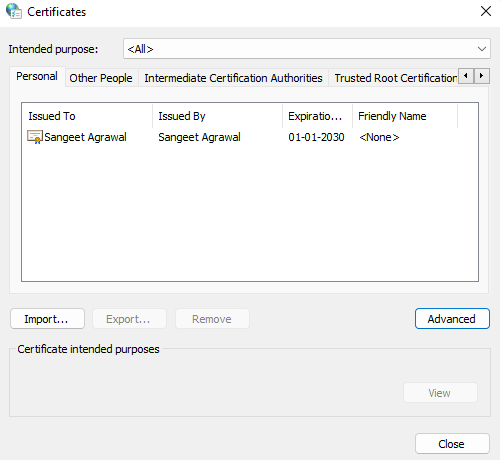 Certificates
Intended purpose: <All>
Personal Other People Intermediate Certification Authorities Trusted Root Certification
Issued To Issued By Expiratio... Friendly Name
Sangeet Agrawal Sangeet Agrawal 01-01-2030 <None>
Import... Export... Remove Advanced
Certificate intended purposes
View
Close